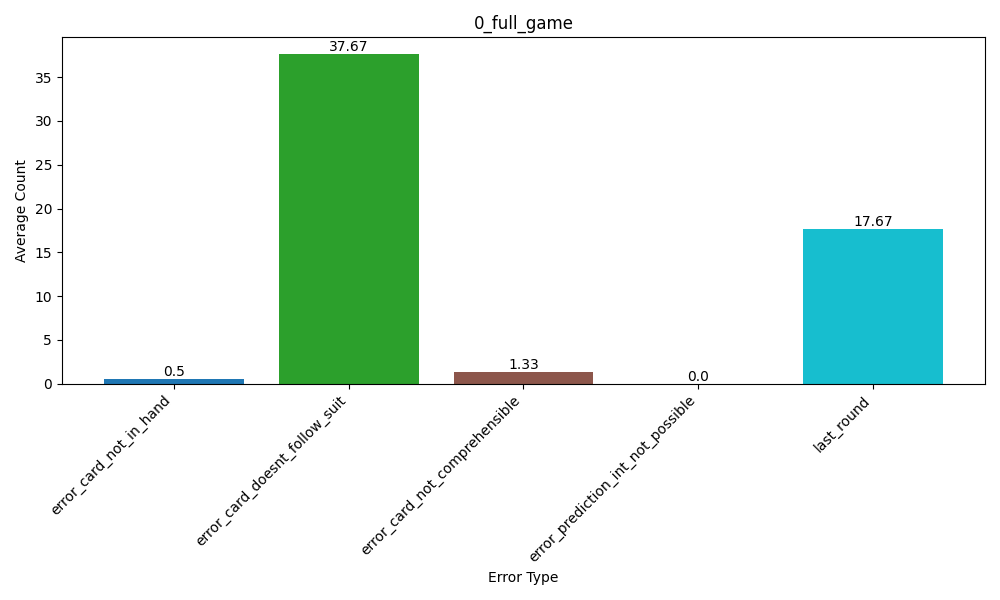 0_full_game
Average Count
35
30
25
20
15
10
5
0
0.5
37.67
1.33
0.0
17.67
error_card_not_in_hand
error_card_doesnt_follow_suit
error_card_not_comprehensible
error_prediction_int_not_possible
last_round
Error Type